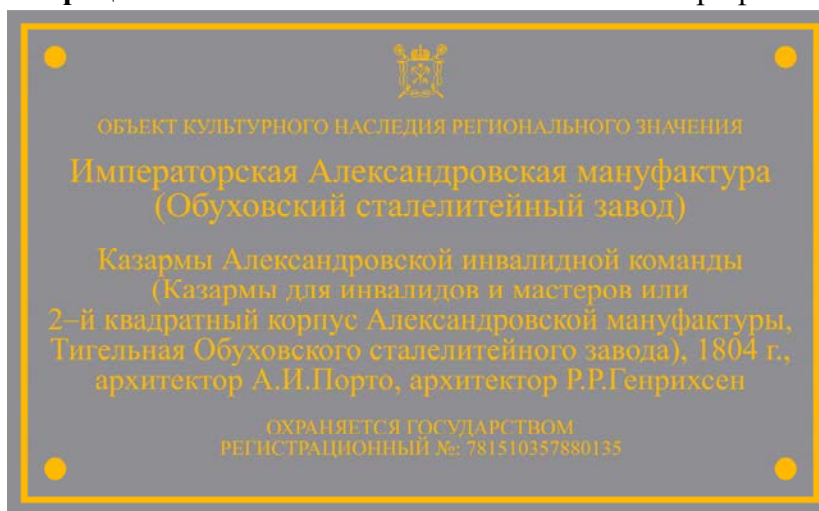 ОБЪЕКТ КУЛЬТУРНОГО НАСЛЕДИЯ РЕГИОНАЛЬНОГО ЗНАЧЕНИЯ
Императорская Александровская мануфактура
(Обуховский сталелитейный завод)
Казармы Александровской инвалидной команды
(Казармы для инвалидов и мастеров или
2–й квадратный корпус Александровской мануфактуры,
Тигельная Обуховского сталелитейного завода), 1804 г.,
архитектор А.И.Порто, архитектор Р.Р.Генрихсен
ОХРАНЯЕТСЯ ГОСУДАРСТВОМ
РЕГИСТРАЦИОННЫЙ №: 781510357880135